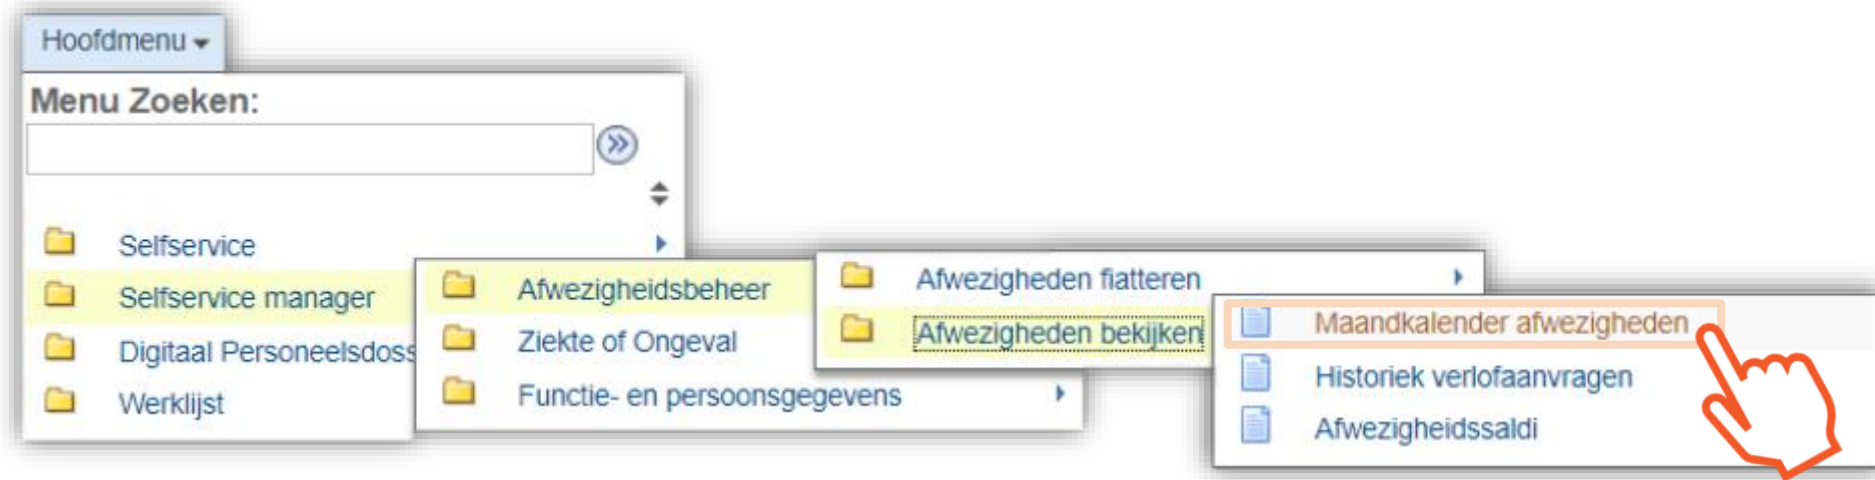 Hoofdmenu
Menu Zoeken:
Selfservice
Selfservice manager
Digitaal Personeelsdoss
Werklijst
Afwezigheidsbeheer
Ziekte of Ongeval
Functie- en persoonsgegevens
Afwezigheden fiatteren
Afwezigheden bekijken
Maandkalender afwezigheden
Historiek verlofaanvragen
Afwezigheidssaldi